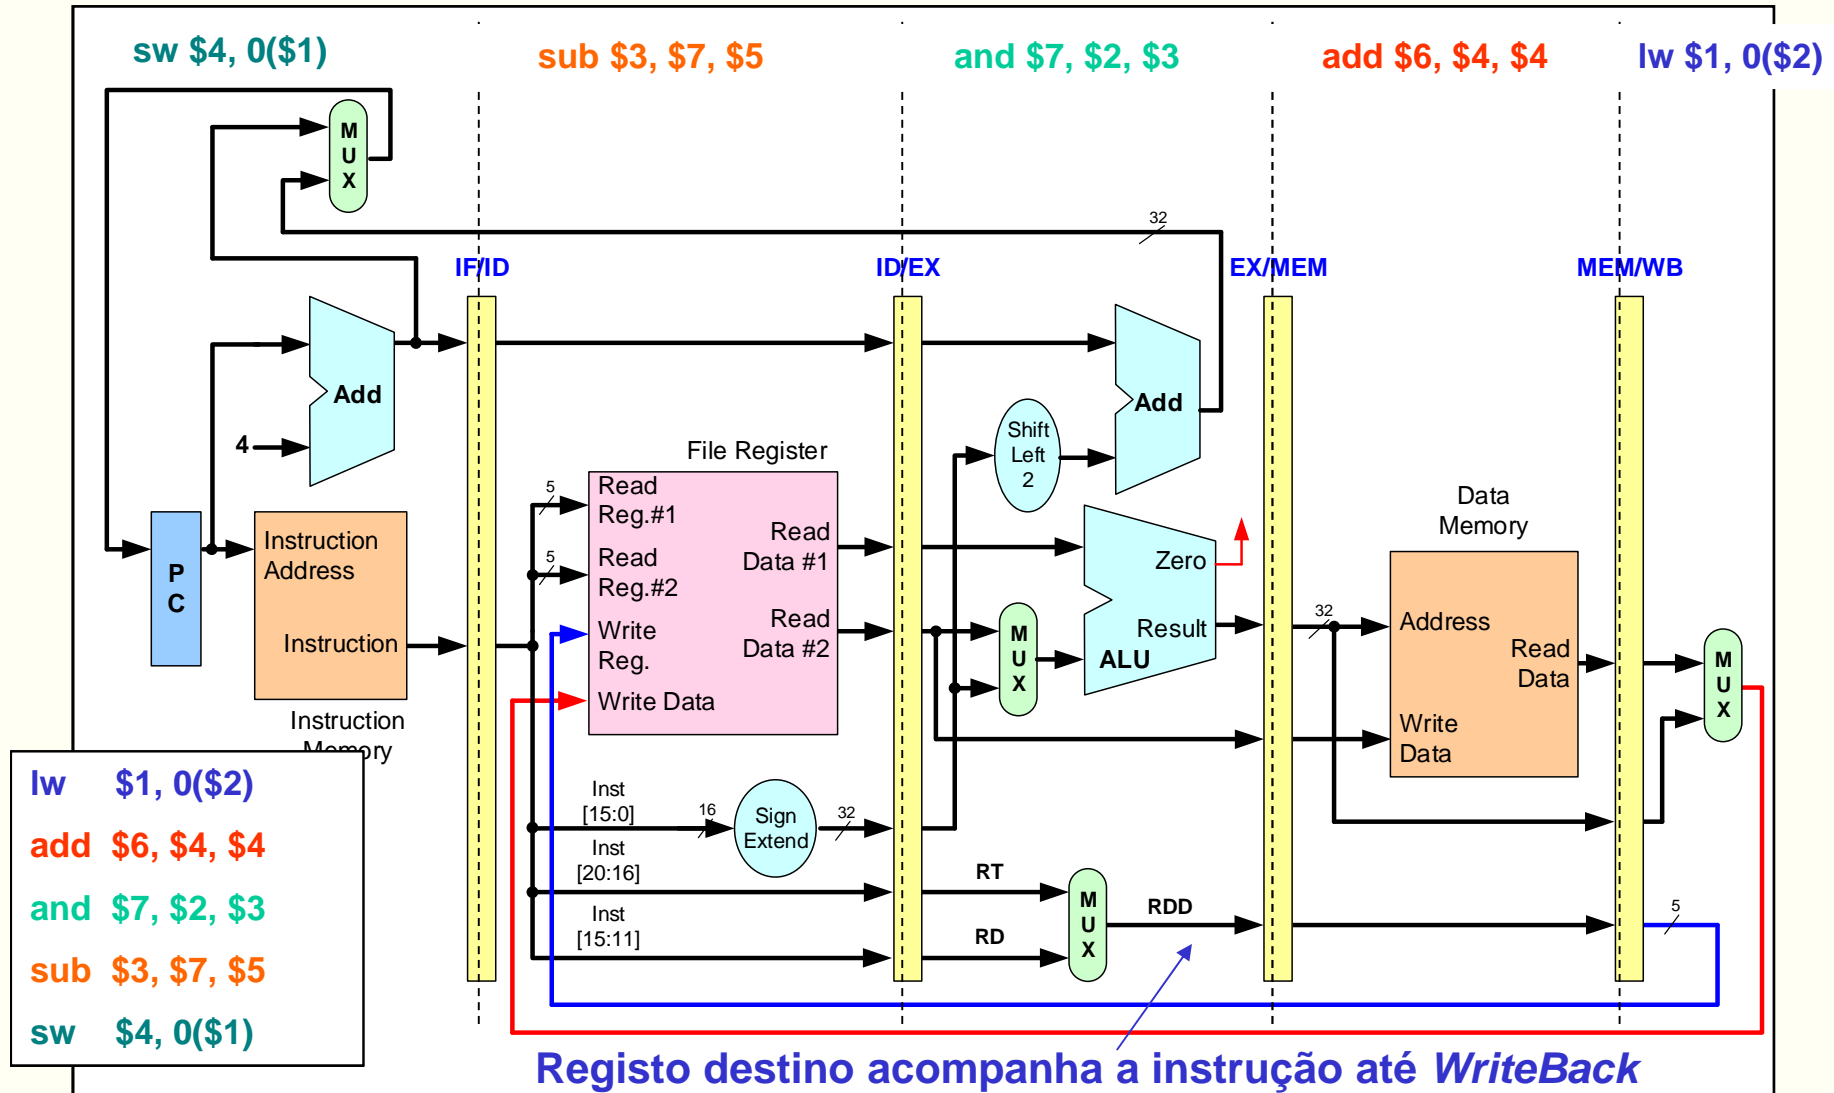 sw $4, 0($1)
sub $3, $7, $5
and $7, $2, $3
add $6, $4, $4
lw $1, 0($2)
M
U
X
32
IF/ID
ID/EX
EX/MEM
MEM/WB
Add
4
Add
Shift
Left
2
File Register
Read
Reg.#1
5
Read
Reg.#2
5
Write
Reg.
Write Data
Read
Data #1
Read
Data #2
P
C
Instruction
Address
Instruction
Instruction
Memory
M
U
X
Zero
Result
ALU
Data
Memory
32
Address
Read
Data
Write
Data
M
U
X
Inst
[15:0]
16
Sign
Extend
32
Inst
[20:16]
RT
Inst
[15:11]
RD
M
U
X
RDD
5
lw $1, 0($2)
add $6, $4, $4
and $7, $2, $3
sub $3, $7, $5
sw $4, 0($1)
Registo destino acompanha a instrução até WriteBack